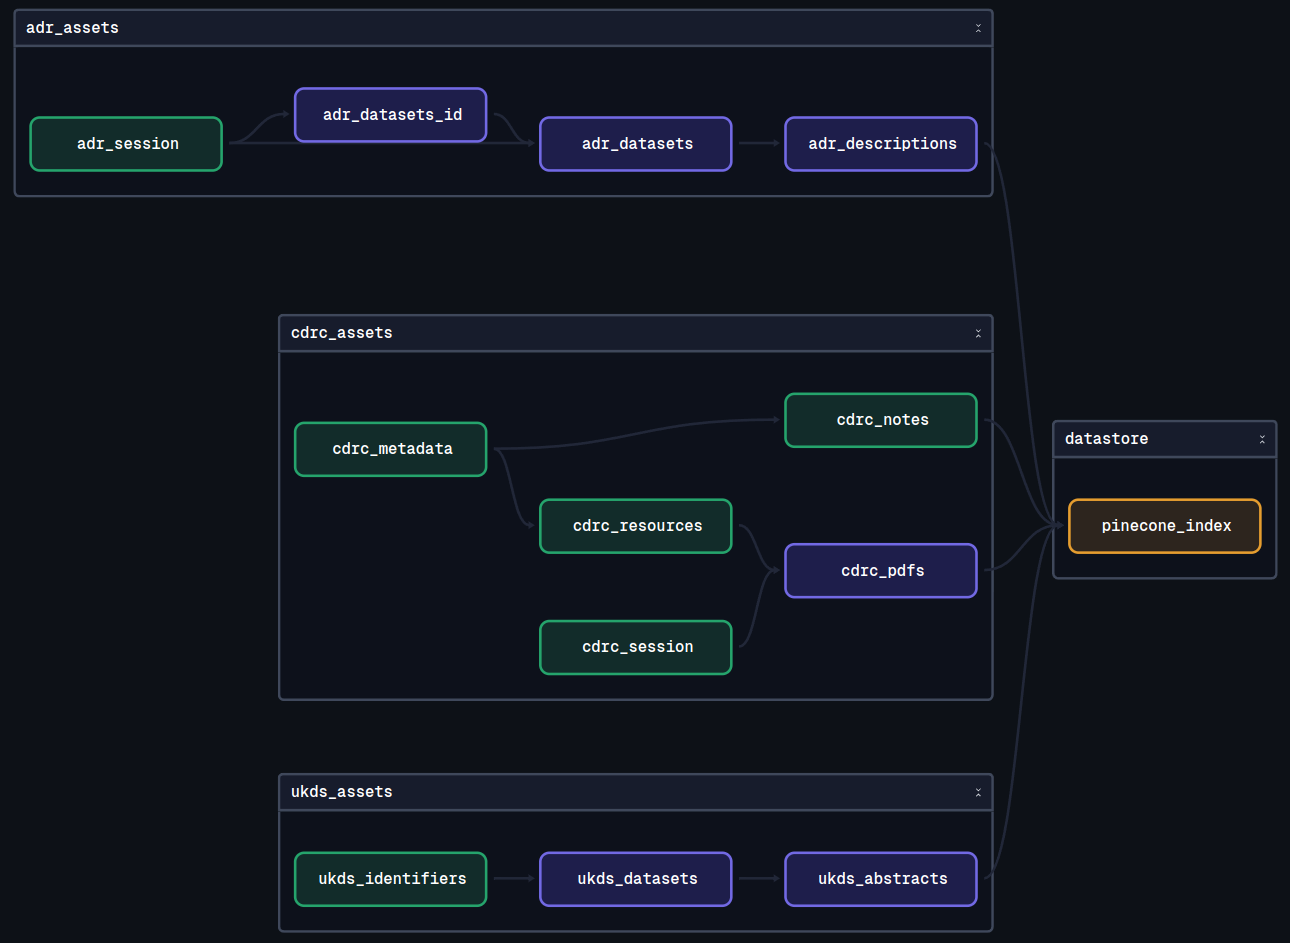 adr_assets
adr_session
adr_datasets_id
adr_datasets
adr_descriptions
cdrc_assets
cdrc_metadata
cdrc_notes
cdrc_resources
cdrc_pdfs
cdrc_session
datastore
pinecone_index
ukds_assets
ukds_identifiers
ukds_datasets
ukds_abstracts